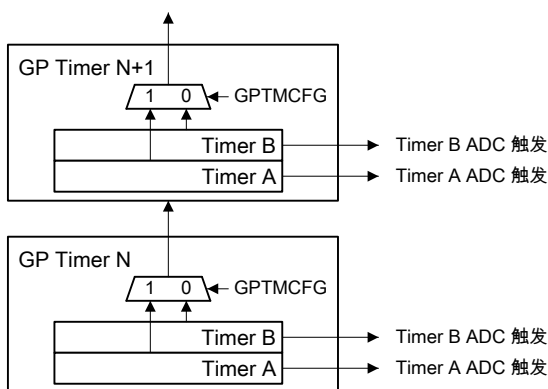 GP Timer N+1
1 0
GPTMCFG
Timer B
Timer B ADC 触发
Timer A
Timer A ADC 触发
GP Timer N
1 0
GPTMCFG
Timer B
Timer B ADC 触发
Timer A
Timer A ADC 触发